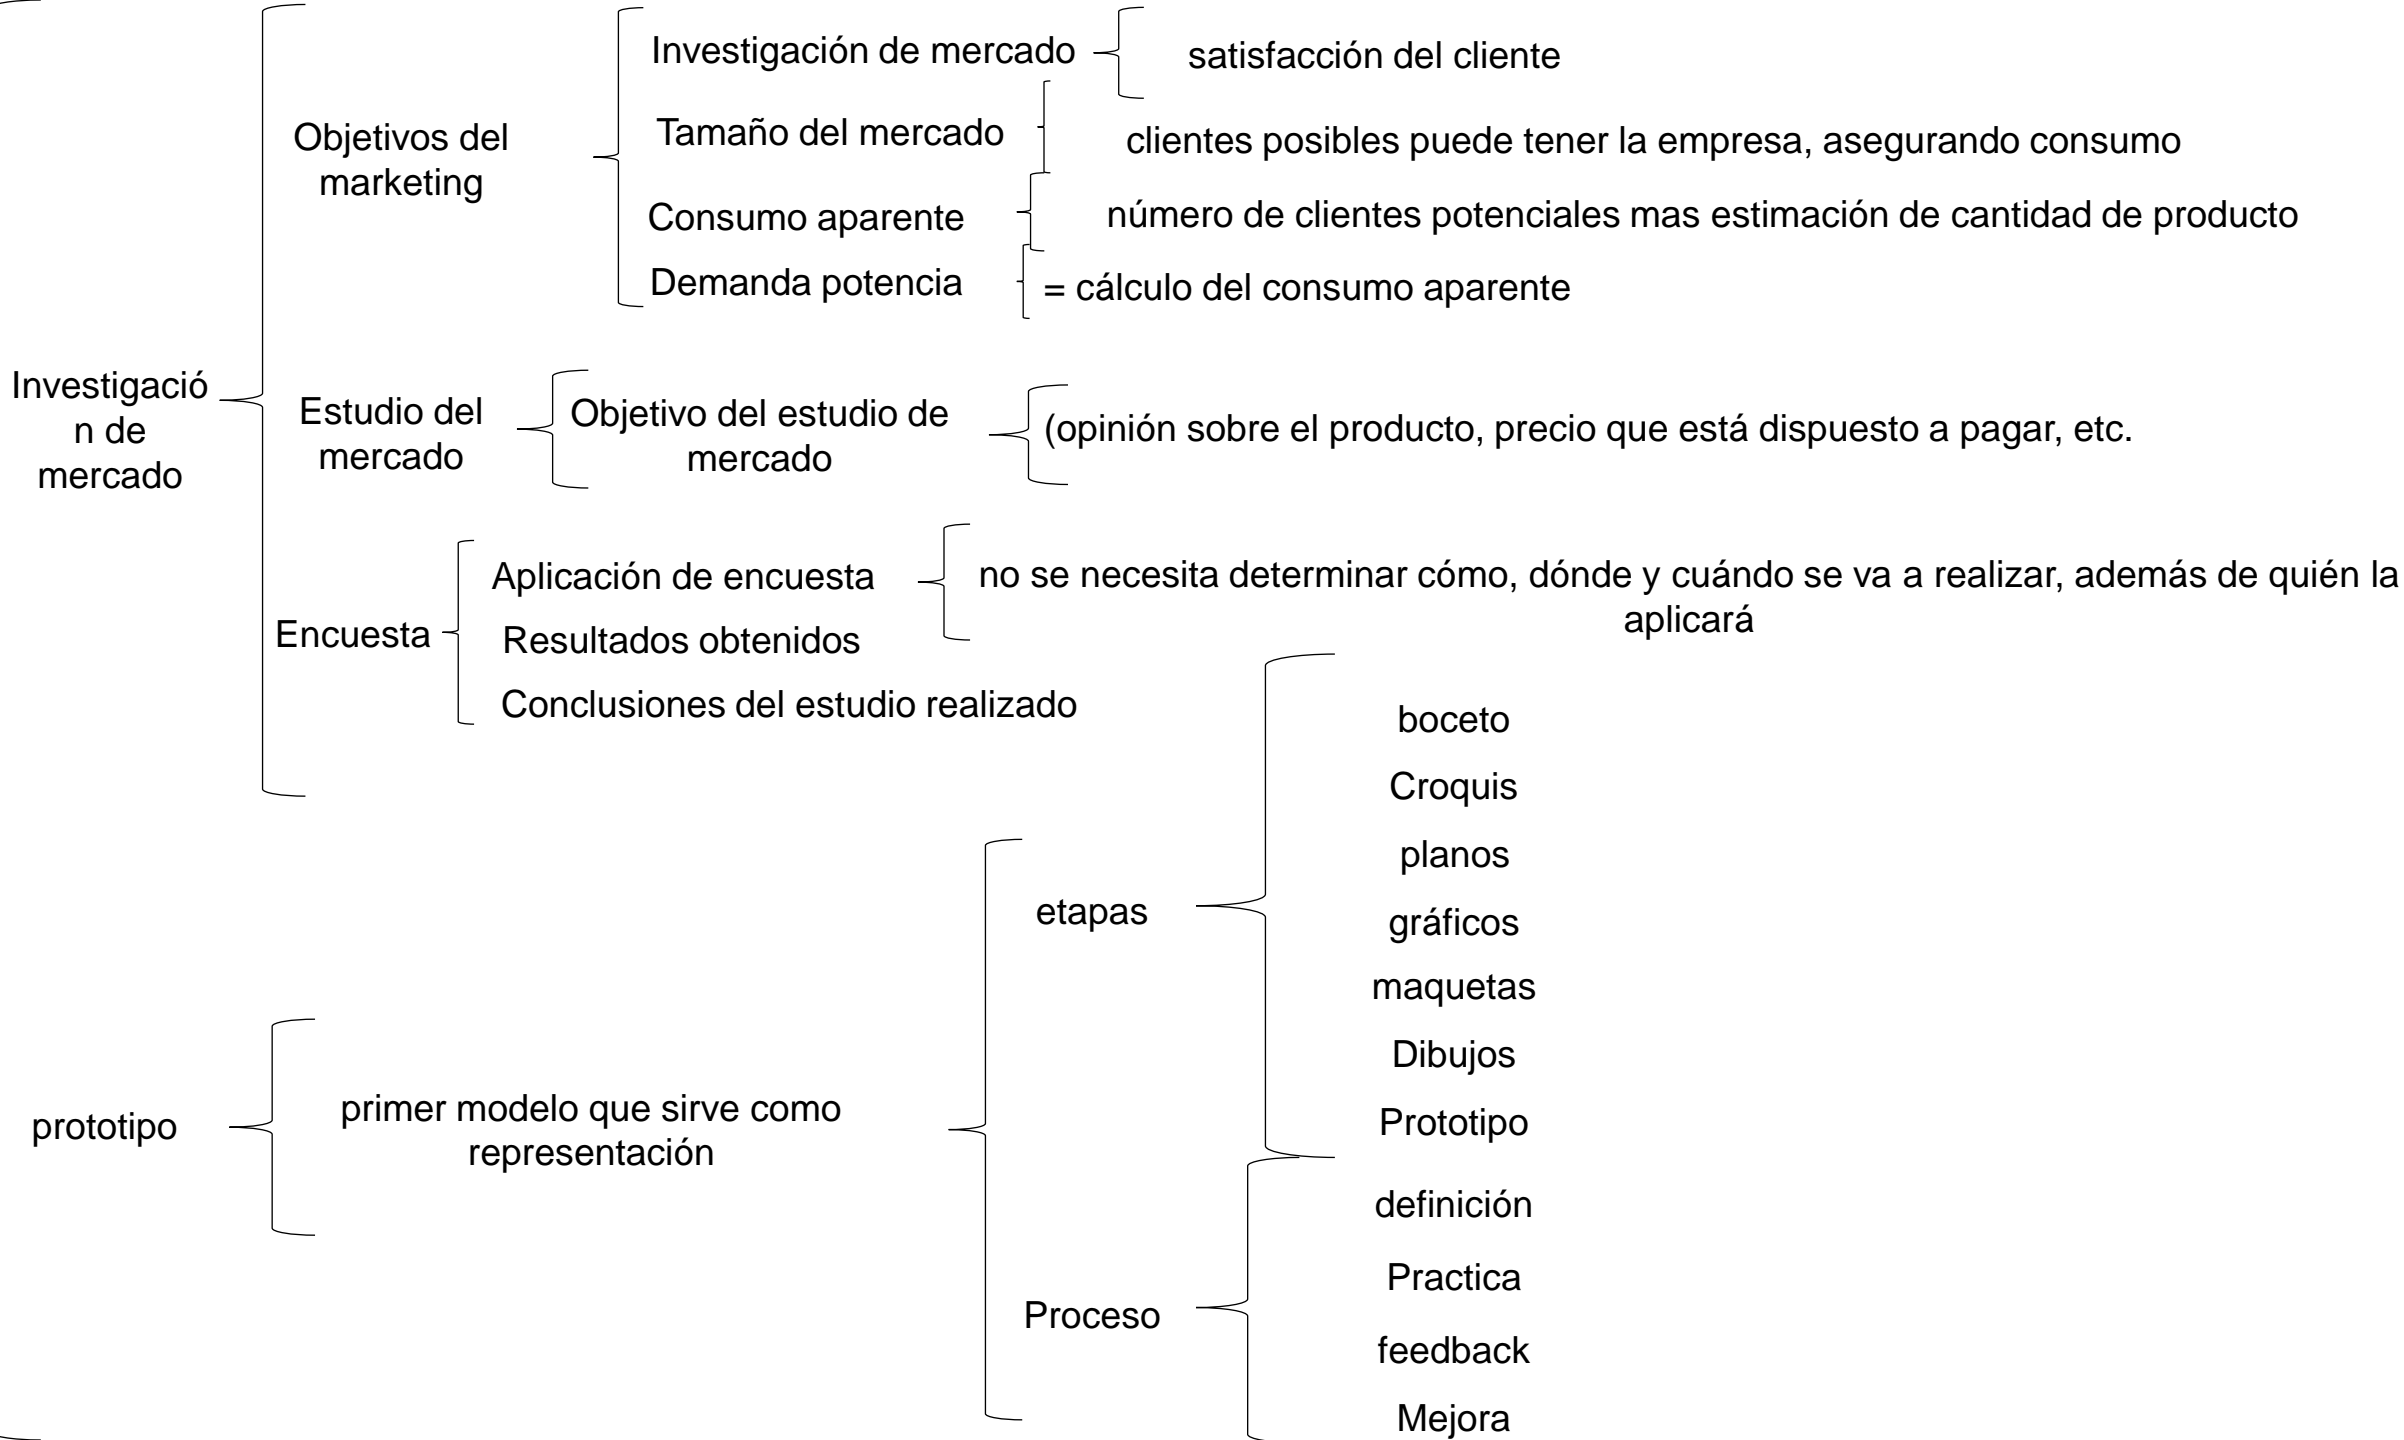 Investigación de mercado
satisfacción del cliente
Tamaño del mercado
clientes posibles puede tener la empresa, asegurando consumo
Objetivos del
marketing
Consumo aparente
número de clientes potenciales mas estimación de cantidad de producto
Demanda potencia
= cálculo del consumo aparente
Investigació
n de
mercado
Estudio del
mercado
Objetivo del estudio de
mercado
(opinión sobre el producto, precio que está dispuesto a pagar, etc.
Encuesta
Aplicación de encuesta
no se necesita determinar cómo, dónde y cuándo se va a realizar, además de quién la
aplicará
Resultados obtenidos
Conclusiones del estudio realizado
prototipo
primer modelo que sirve como
representación
etapas
boceto
Croquis
planos
gráficos
maquetas
Dibujos
Prototipo
Proceso
definición
Practica
feedback
Mejora